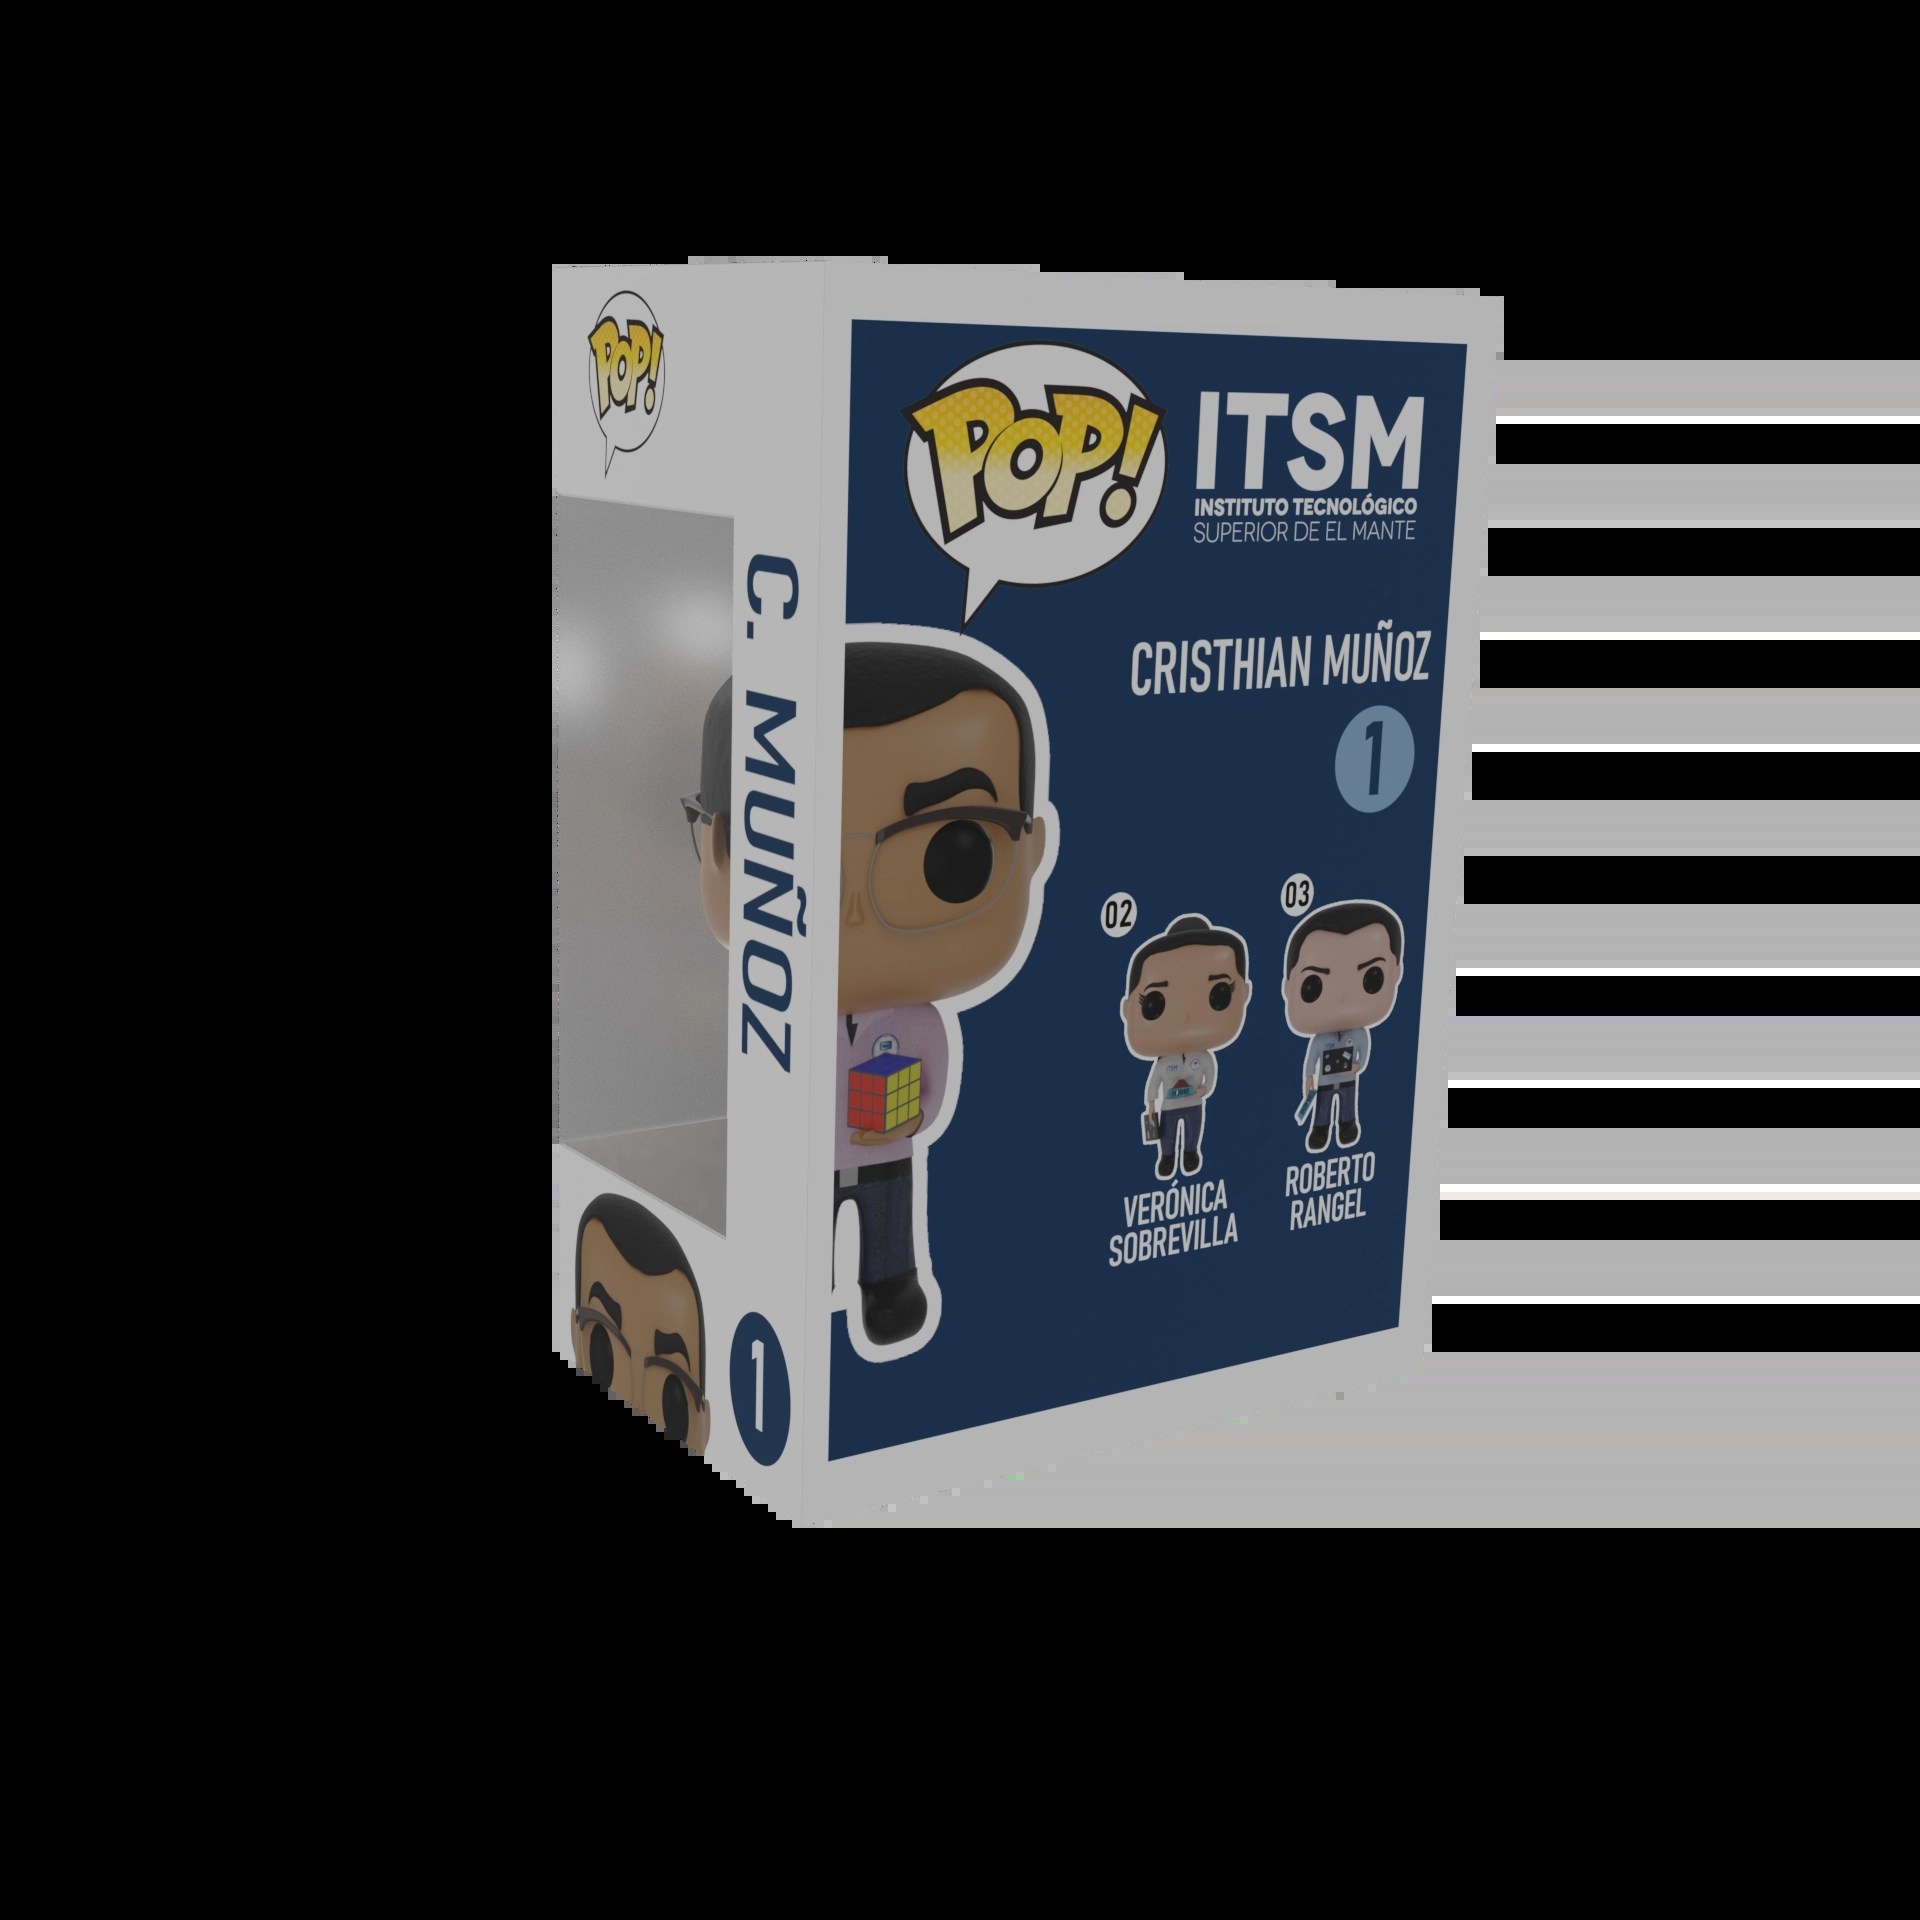 POP!
C. MUÑOZ
1
POP!
ITSM
INSTITUTO TECNOLÓGICO
SUPERIOR DE EL MANTE
CRISTHIAN MUÑOZ
1
02
03
ITSM
VERÓNICA
SOBREVILLA
ROBERTO
RANGEL